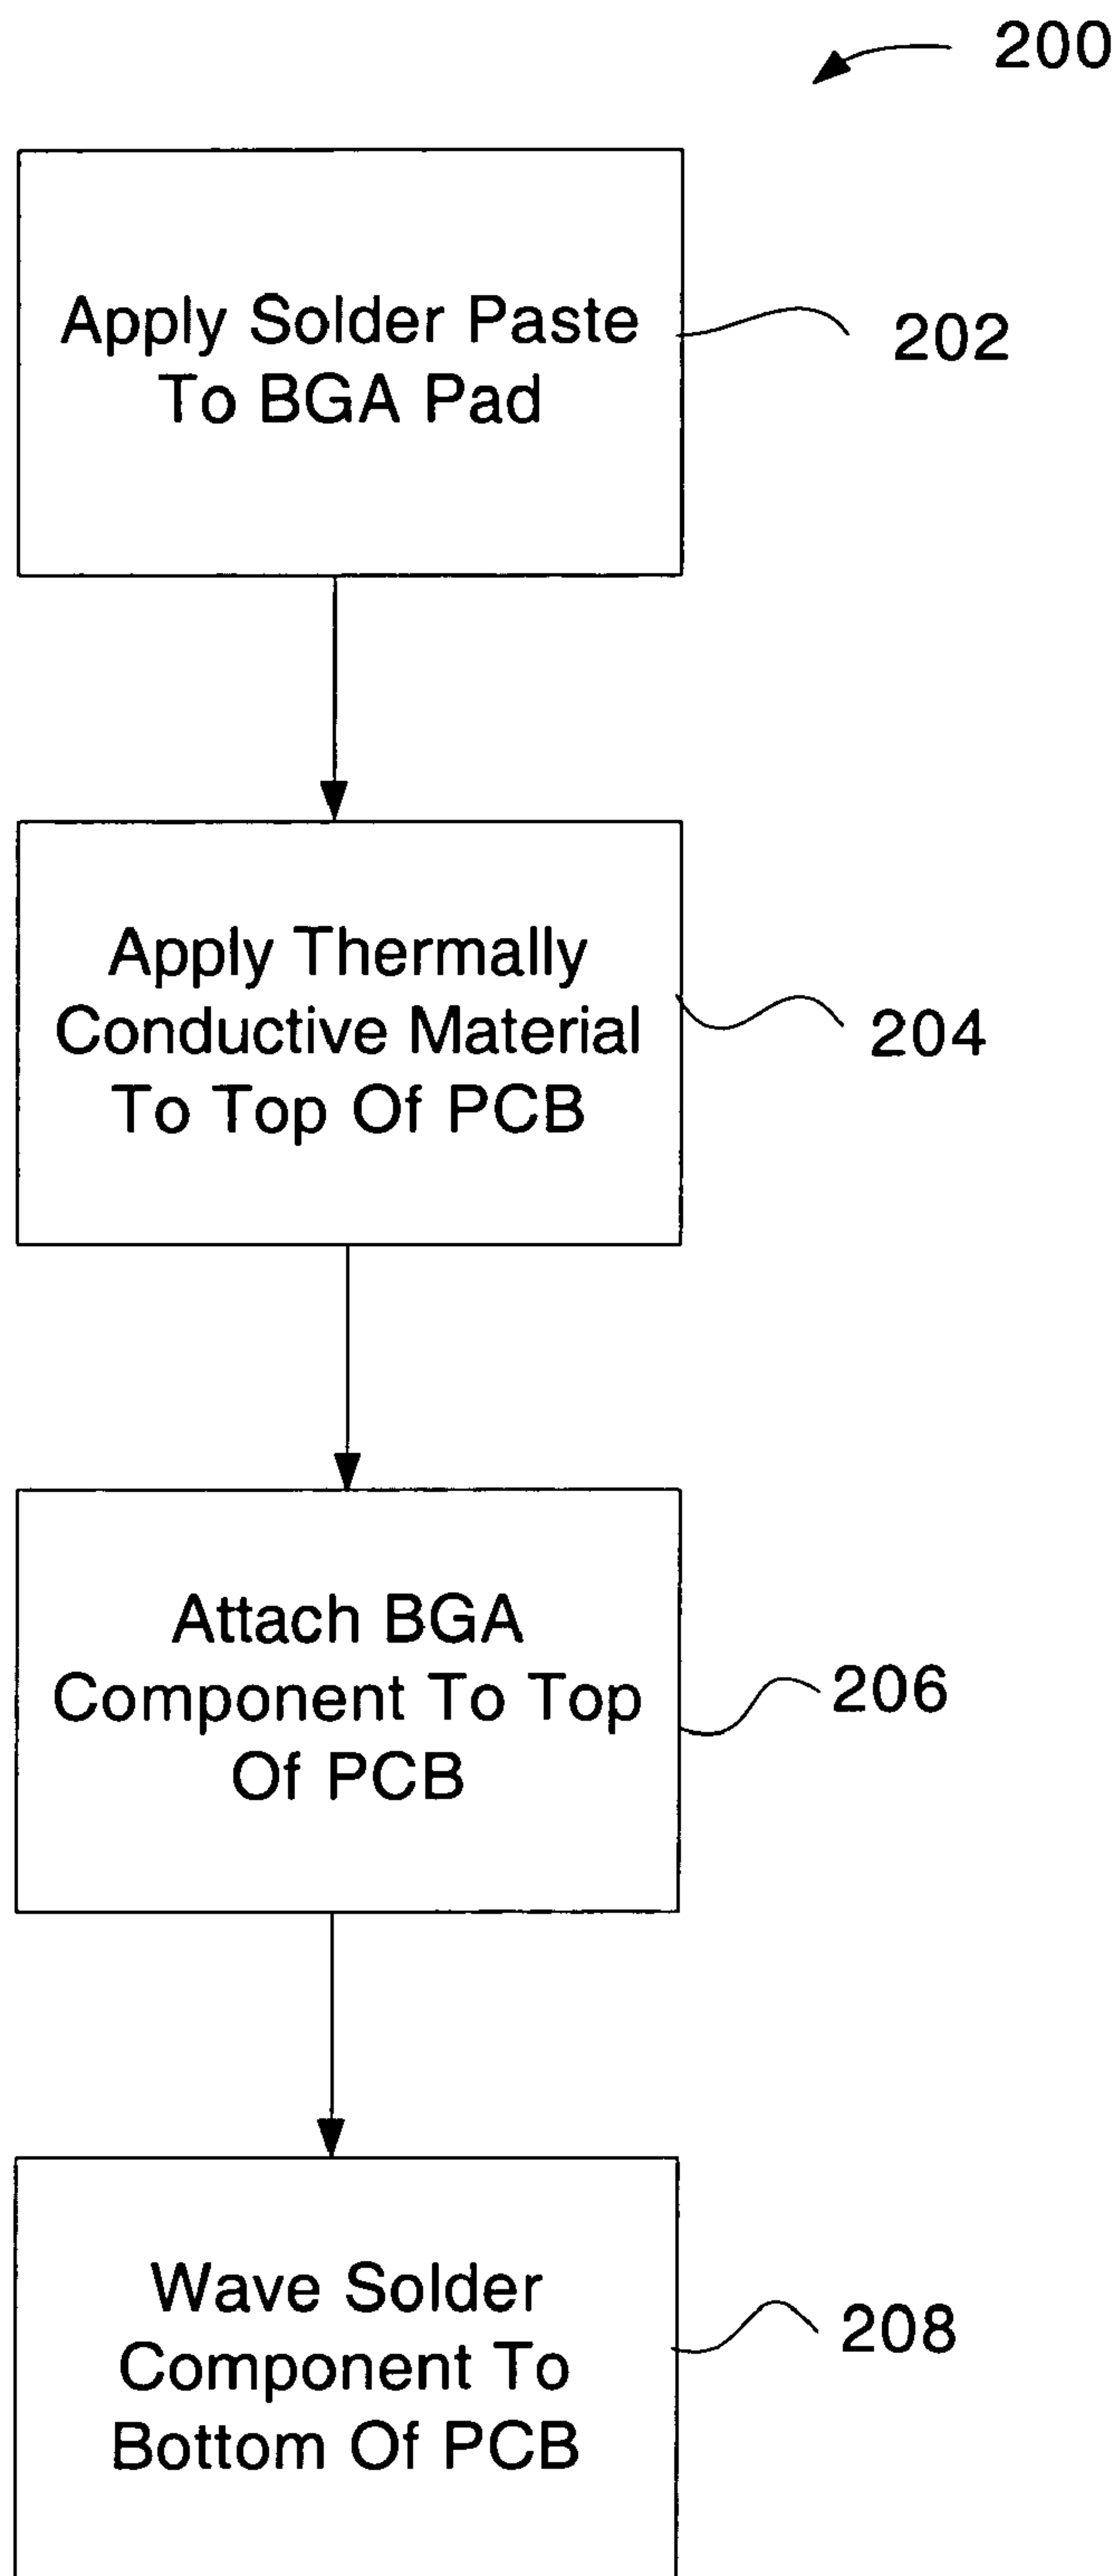 200
Apply Solder Paste
To BGA Pad
202
Apply Thermally
Conductive Material
To Top Of PCB
204
Attach BGA
Component To Top
Of PCB
206
Wave Solder
Component To
Bottom Of PCB
208